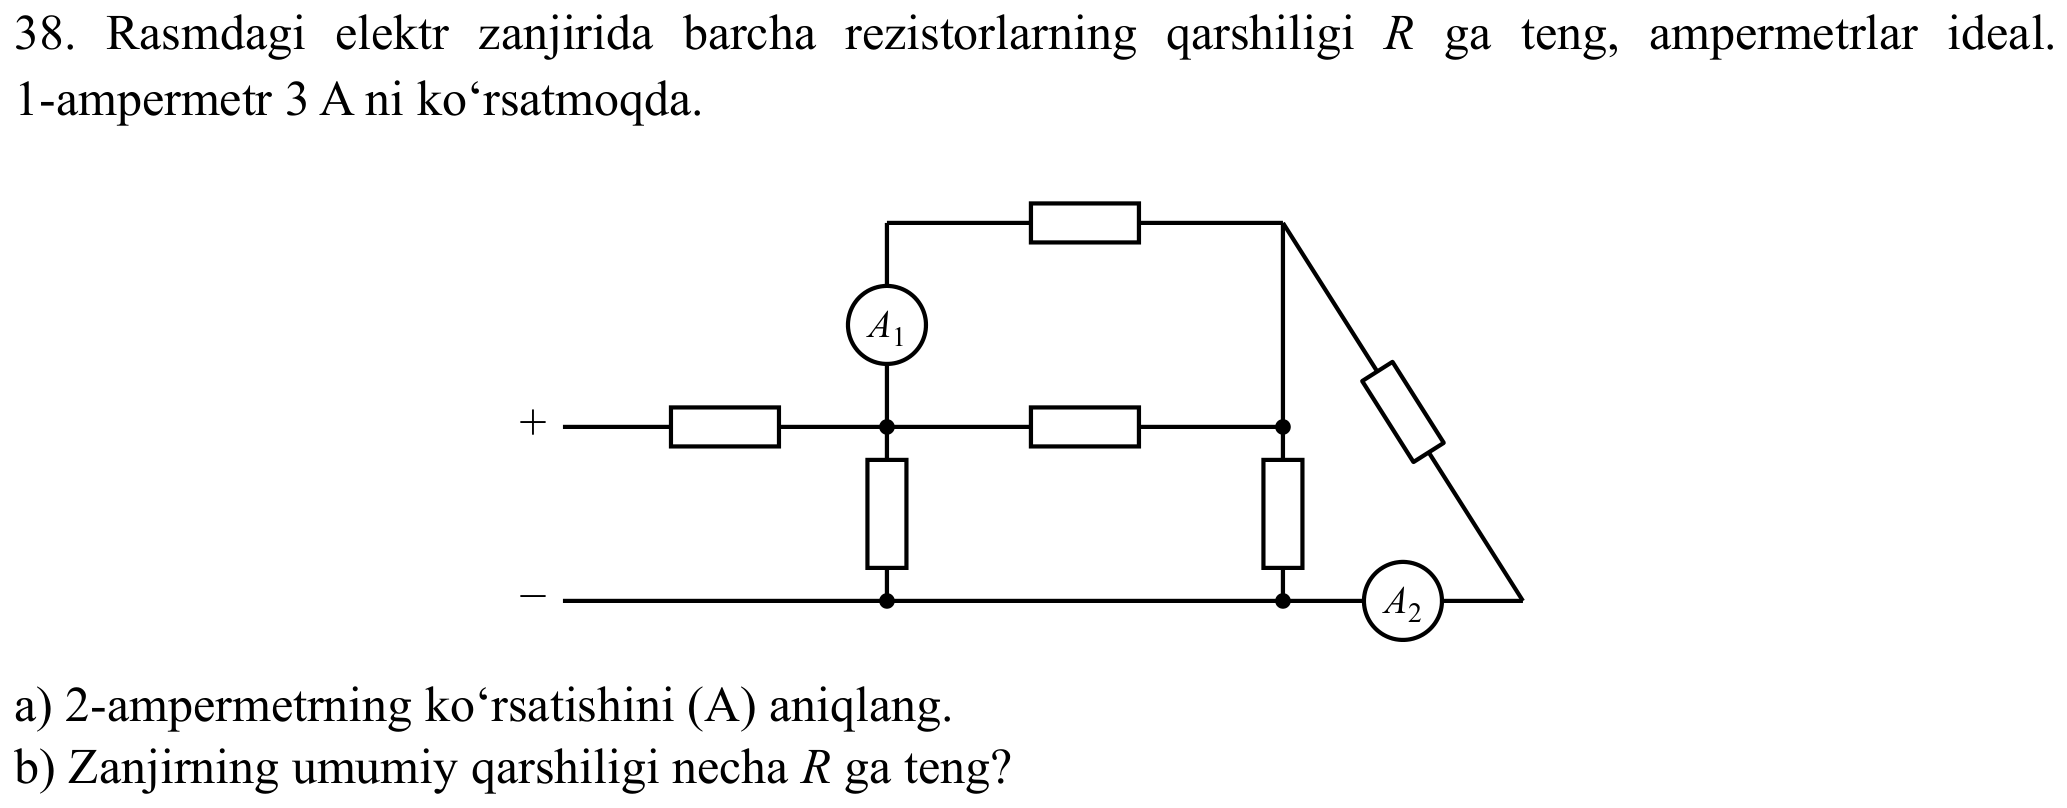 38. Rasmdagi elektr zanjirida barcha rezistorlarning qarshiligi R ga teng, ampermetrlar ideal.
1-ampermetr 3 A ni ko‘rsatmoqda.
A₁
+
−
A₂
a) 2-ampermetrning ko‘rsatishini (A) aniqlang.
b) Zanjirning umumiy qarshiligi necha R ga teng?